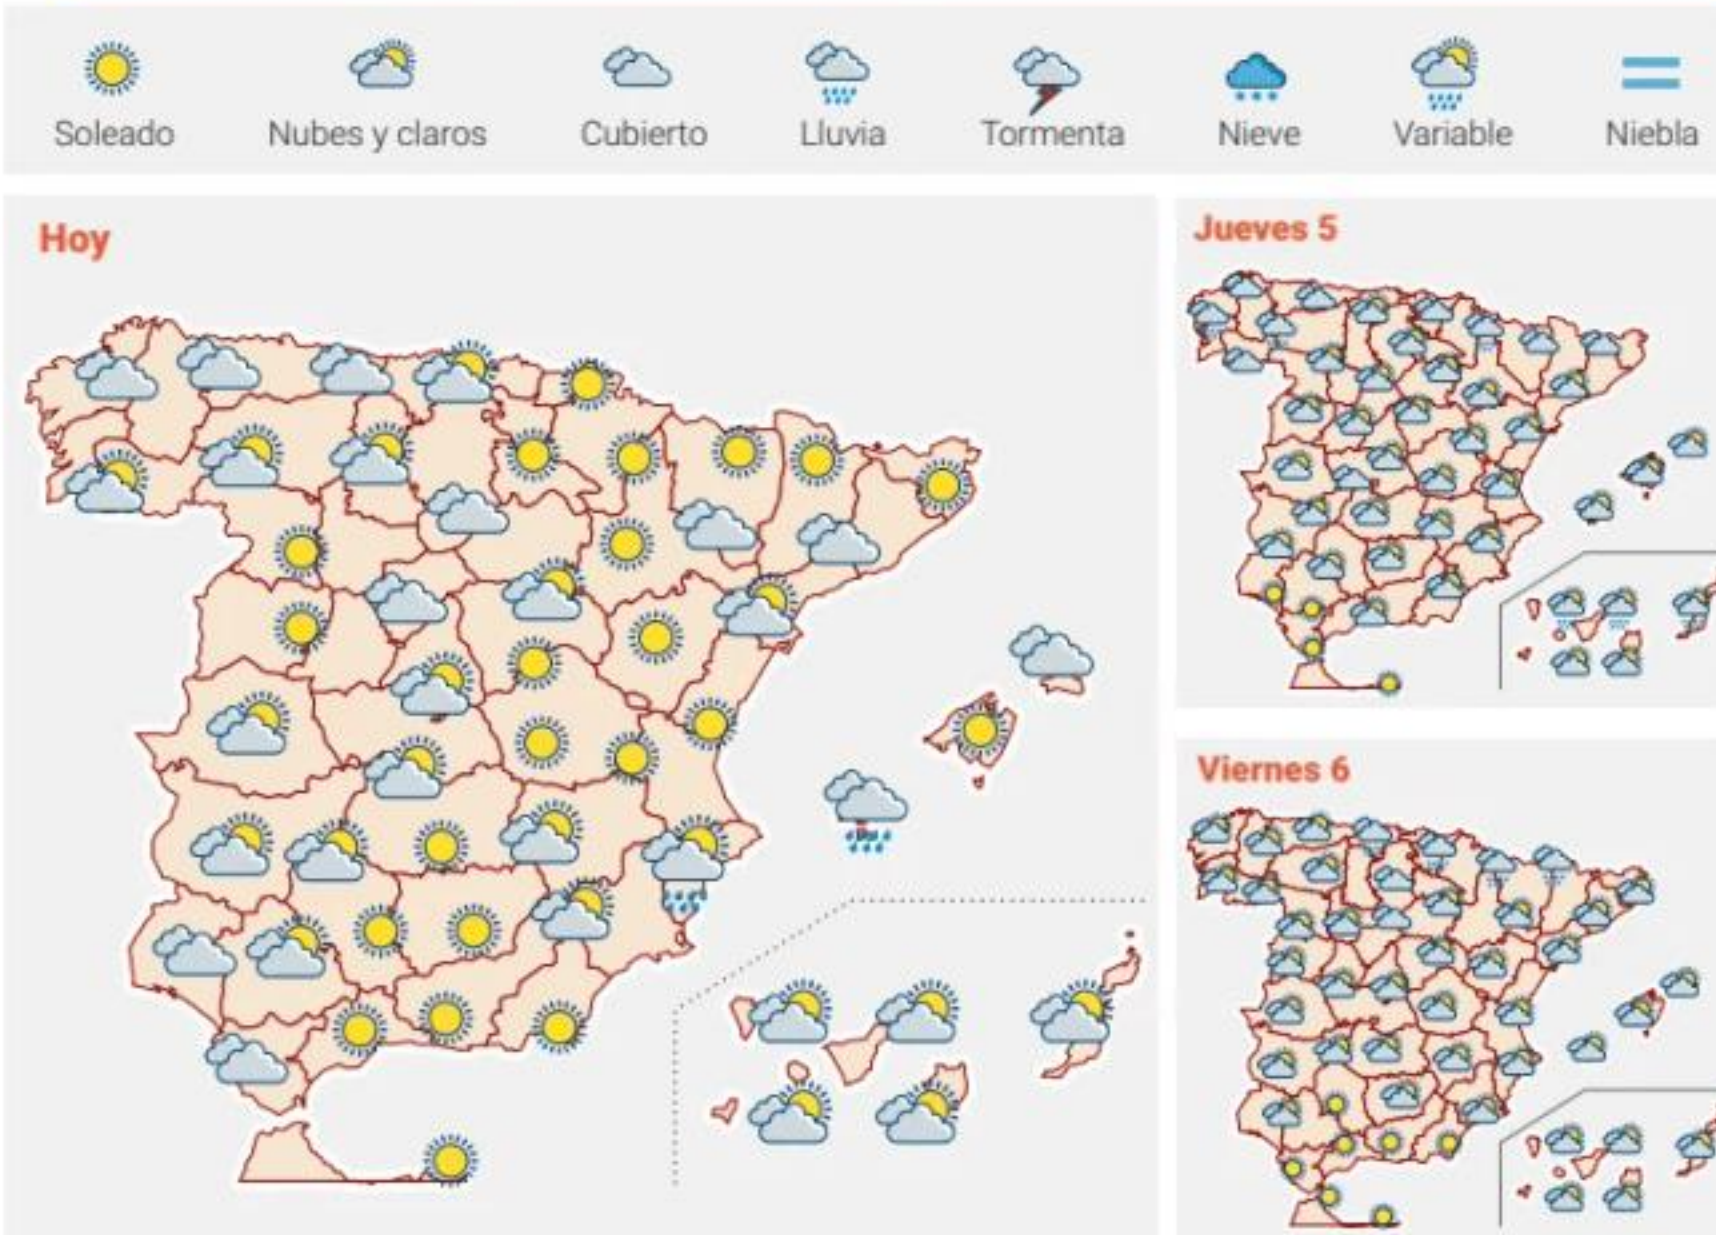 Soleado
Nubes y claros
Cubierto
Lluvia
Tormenta
Nieve
Variable
Niebla
Hoy
Jueves 5
Viernes 6